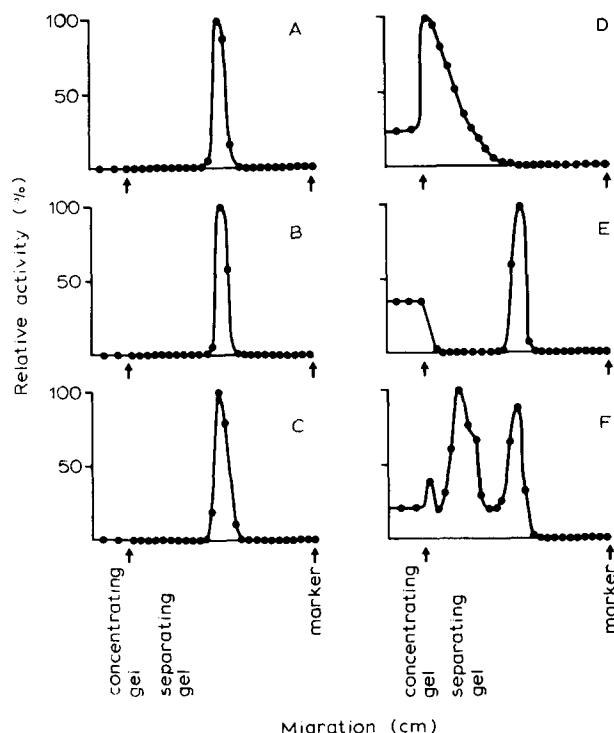 100
50
A
D
Relative activity (%)
100
50
B
E
100
50
C
F
concentrating
gel
separating
gel
marker
concentrating
gel
separating
gel
marker
Migration (cm)